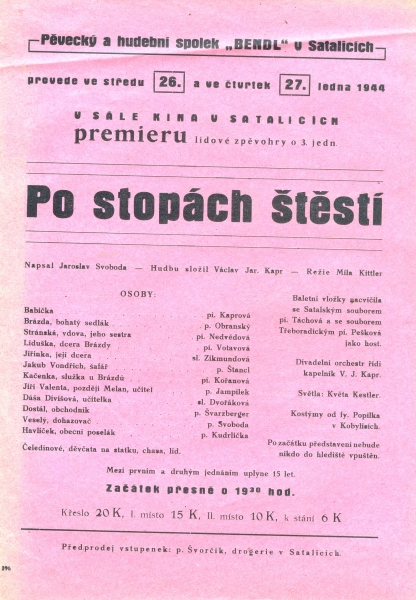 Pěvecký a hudební spolek „BENDL" v Satalicích
provede ve středu 26. a ve čtvrtek 27. ledna 1944
V SÁLE KINA V SATALICÍCH
premieru lidové zpěvohry o 3. jedn.
Po stopách štěstí
Napsal Jaroslav Svoboda — Hudbu složil Václav Jar. Kapr — Režie Mila Kittler
OSOBY:
Babička pí. Kaprová
Brázda, bohatý sedlák p. Obranský
Stránská, vdova, jeho sestra pí. Nedvědová
Liduška, dcera Brázdy pí. Votavová
Jiřinka, její dcera sl. Zikmundová
Jakub Vondřich, šafář p. Štancl
Kačenka, služka u Brázdů pí. Kořanová
Jiří Valenta, později Melan, učitel p. Jampílek
Dáša Divišová, učitelka sl. Dvořáková
Dostál, obchodník p. Švarzberger
Veselý, dohazovač p. Svoboda
Havlíček, obecní poselák p. Kudrlička
Čeledínové, děvčata na statku, chasa, lid.
Baletní vložky nacvičila
se Satalským souborem
pí. Táchová a se souborem
Třeboradickým pí. Pešková
jako host.
Divadelní orchestr řídí
kapelník V. J. Kapr.
Světla: Květa Kestler.
Kostýmy od fy. Popilka
v Kobylisích.
Po začátku představení nebude
nikdo do hlediště vpuštěn.
Mezi prvním a druhým jednáním uplyne 15 let.
Začátek přesně o 19³⁰ hod.
Křeslo 20 K, I. místo 15 K, II. místo 10 K, k stání 6 K
Předprodej vstupenek: p. Švorčík, drogerie v Satalicích.